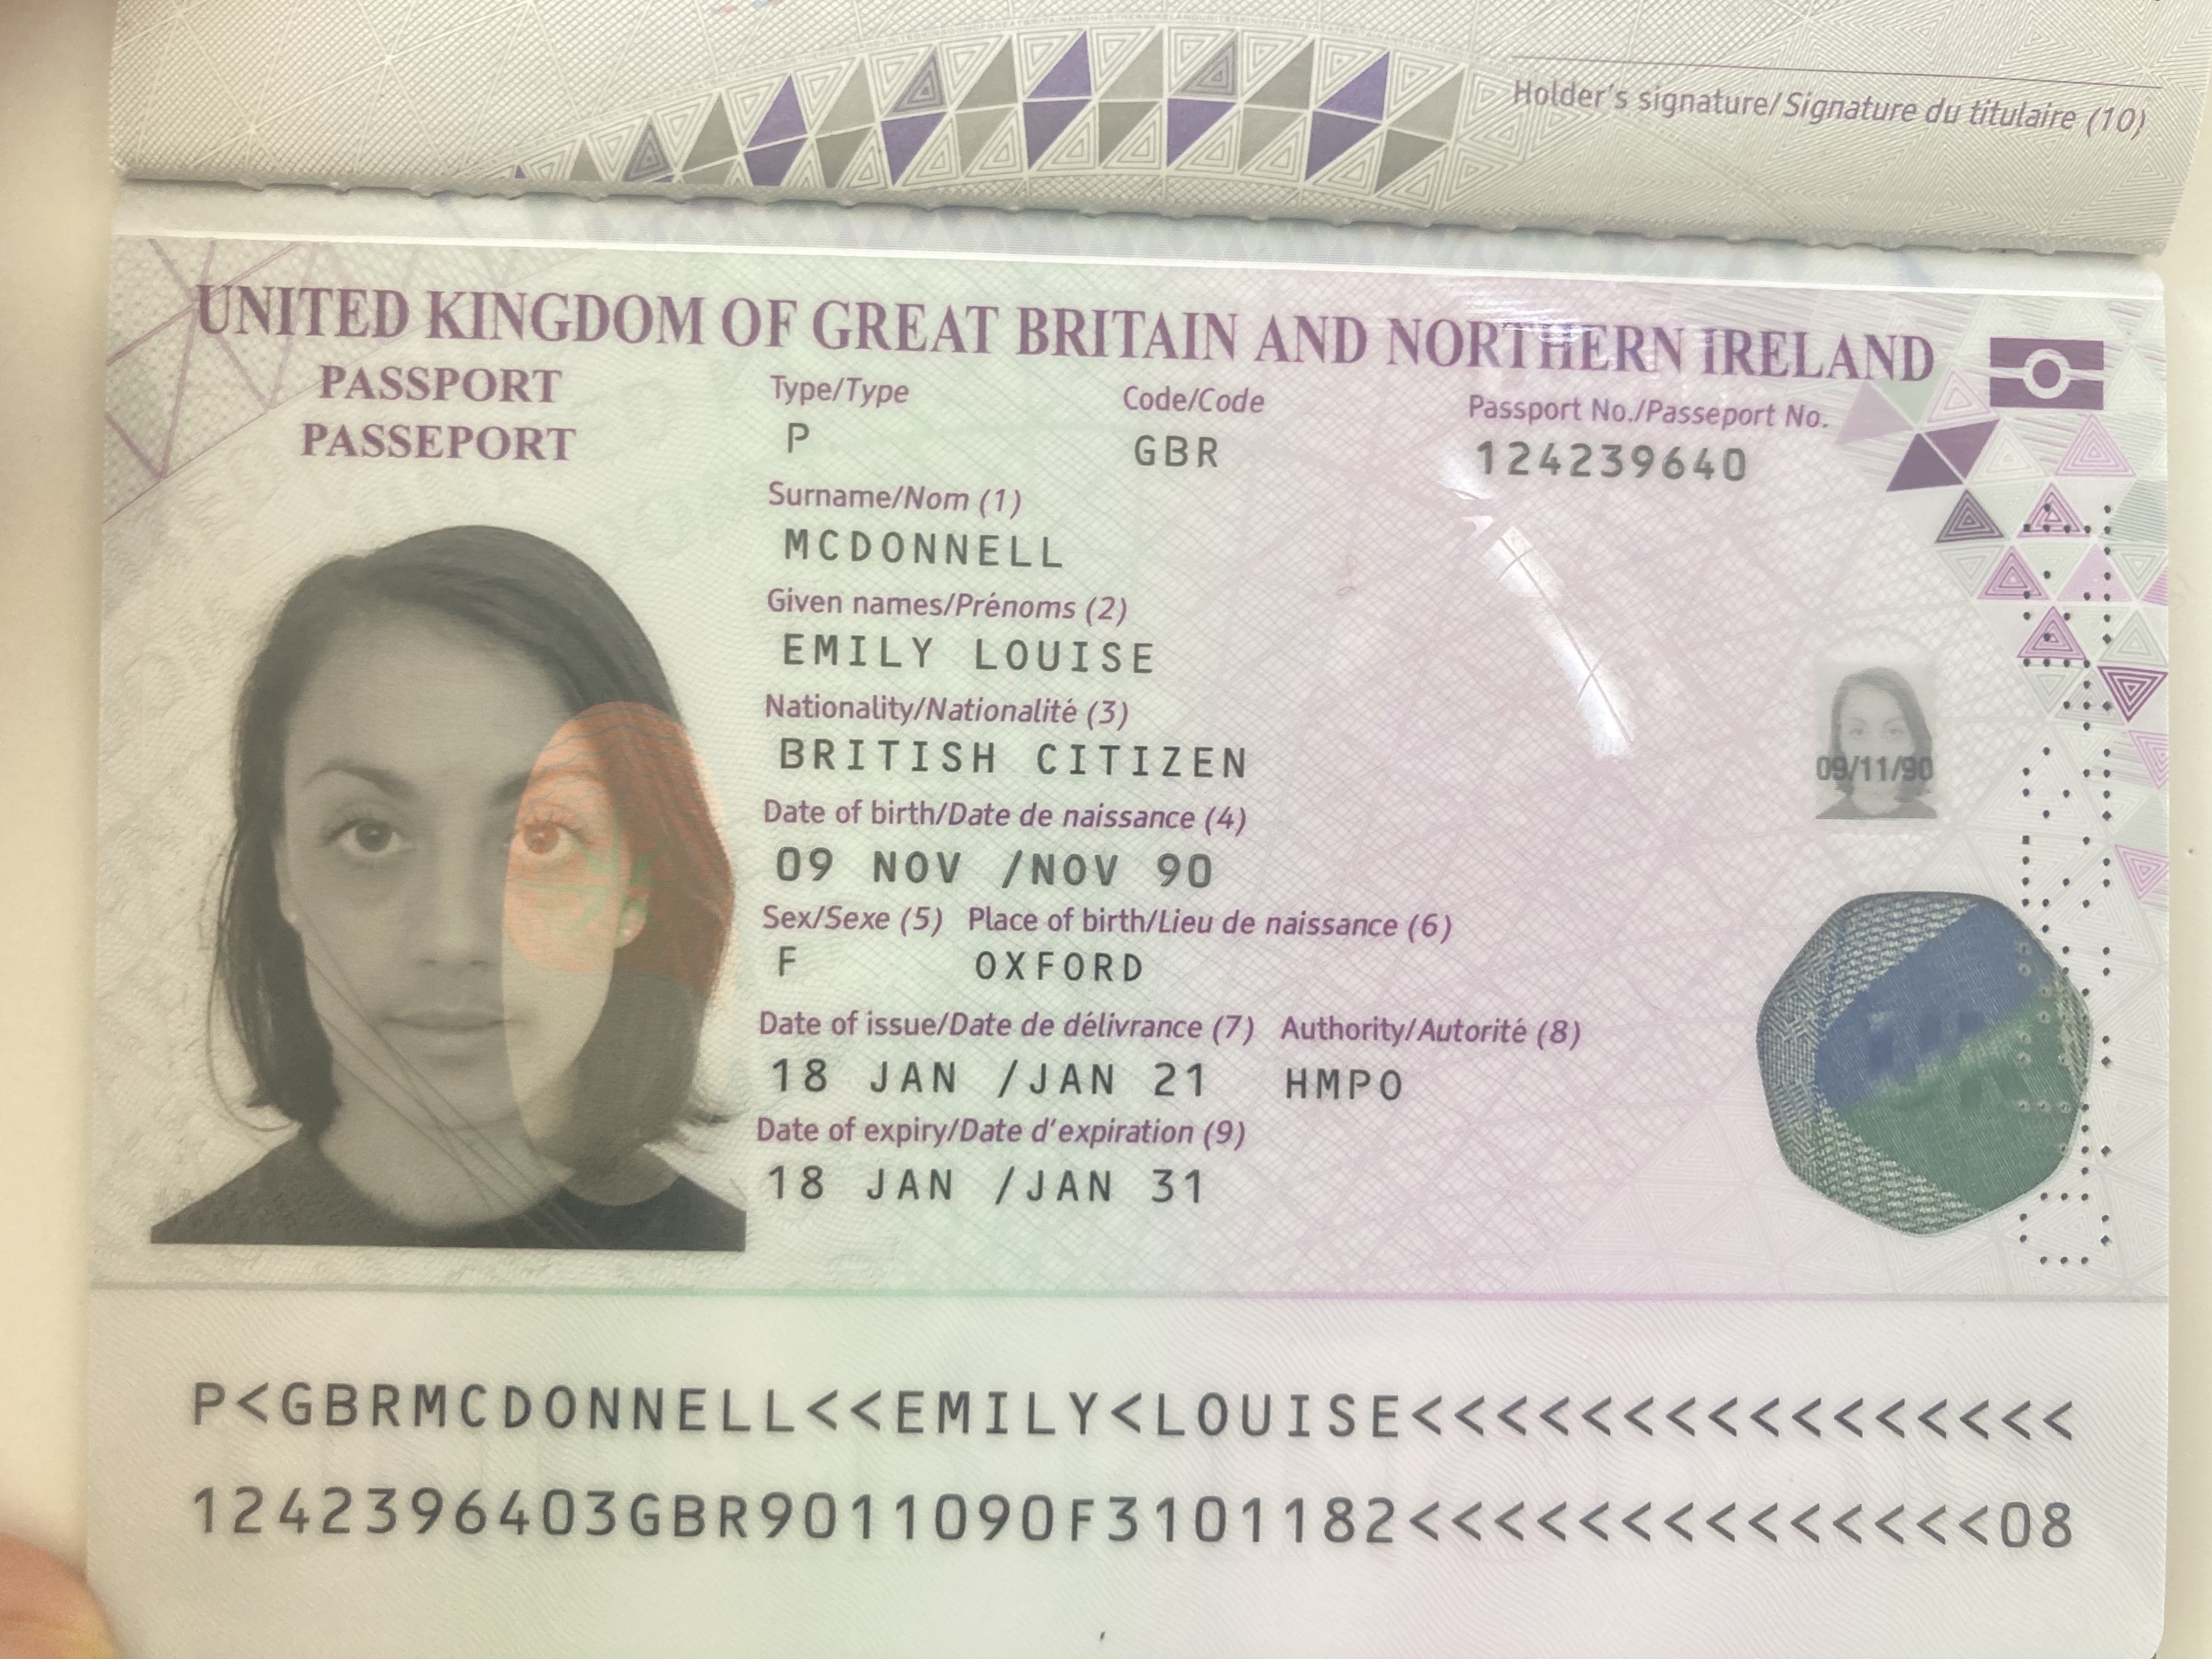 Holder's signature/Signature du titulaire (10)
UNITED KINGDOM OF GREAT BRITAIN AND NORTHERN IRELAND
PASSPORT
PASSEPORT
Type/Type
Code/Code
Passport No./Passeport No.
P
GBR
124239640
Surname/Nom (1)
MCDONNELL
Given names/Prénoms (2)
EMILY LOUISE
Nationality/Nationalité (3)
BRITISH CITIZEN
09/11/90
Date of birth/Date de naissance (4)
09 NOV /NOV 90
Sex/Sexe (5) Place of birth/Lieu de naissance (6)
F OXFORD
Date of issue/Date de délivrance (7) Authority/Autorité (8)
18 JAN /JAN 21 HMPO
Date of expiry/Date d'expiration (9)
18 JAN /JAN 31
P<GBRMCDONNELL<<EMILY<LOUISE<<<<<<<<<<<<<<<<
1242396403GBR9011090F3101182<<<<<<<<<<<<<<08